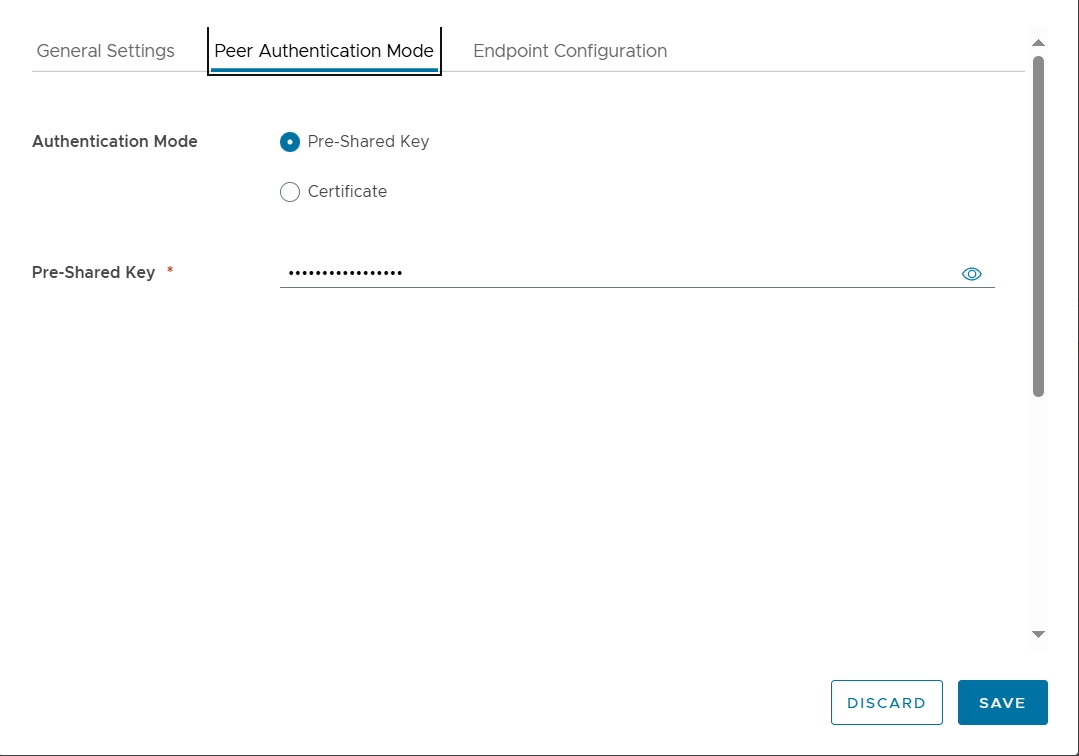 General Settings Peer Authentication Mode Endpoint Configuration
Authentication Mode Pre-Shared Key
Certificate
Pre-Shared Key * •••••••••••••••••
DISCARD SAVE